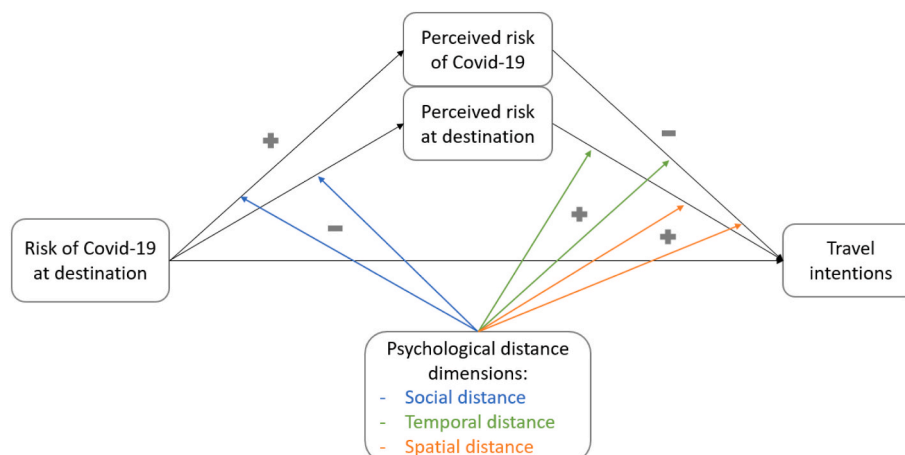 Perceived risk
of Covid-19
Perceived risk
at destination
+
-
-
+
+
Risk of Covid-19
at destination
Travel
intentions
Psychological distance
dimensions:
- Social distance
- Temporal distance
- Spatial distance